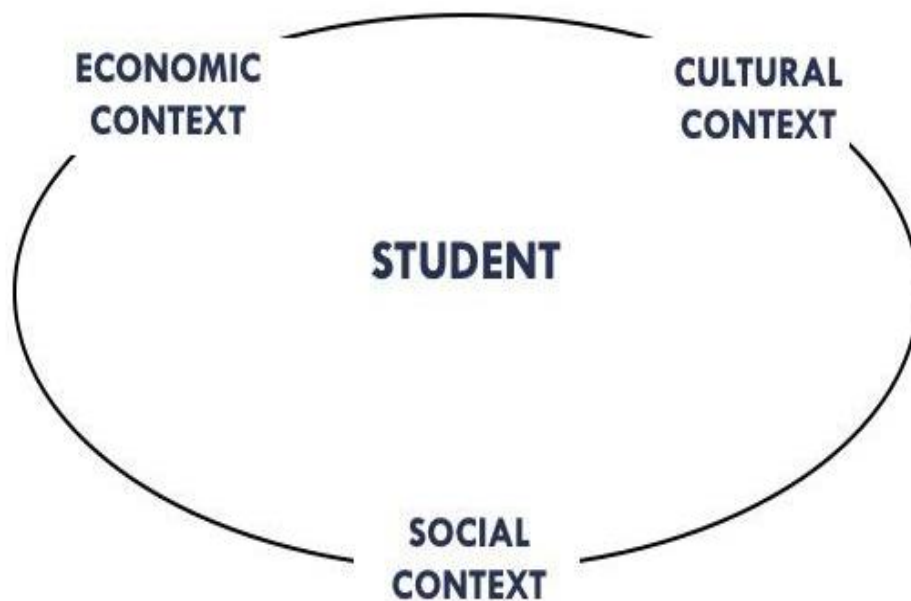 ECONOMIC
CONTEXT
CULTURAL
CONTEXT
STUDENT
SOCIAL
CONTEXT